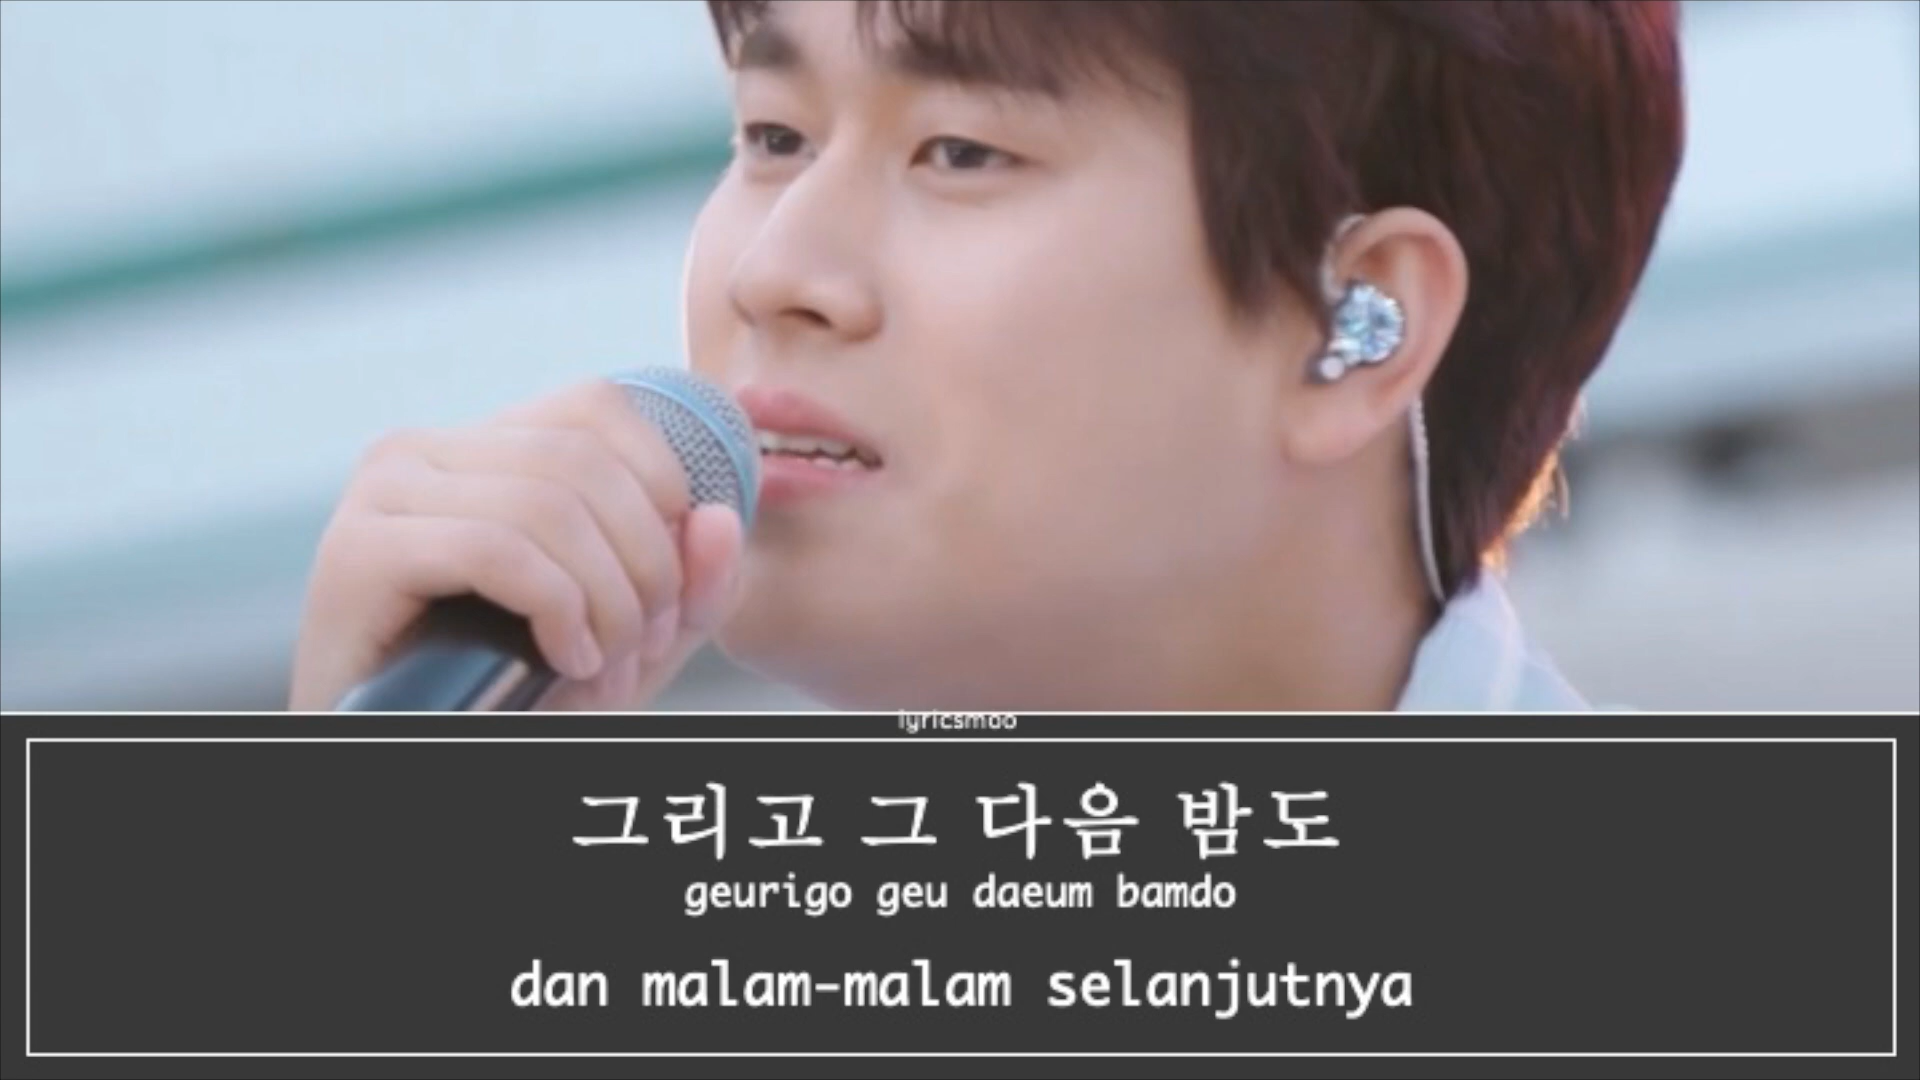 lyricsmoo
그리고 그 다음 밤도
geurigo geu daeum bamdo
dan malam-malam selanjutnya